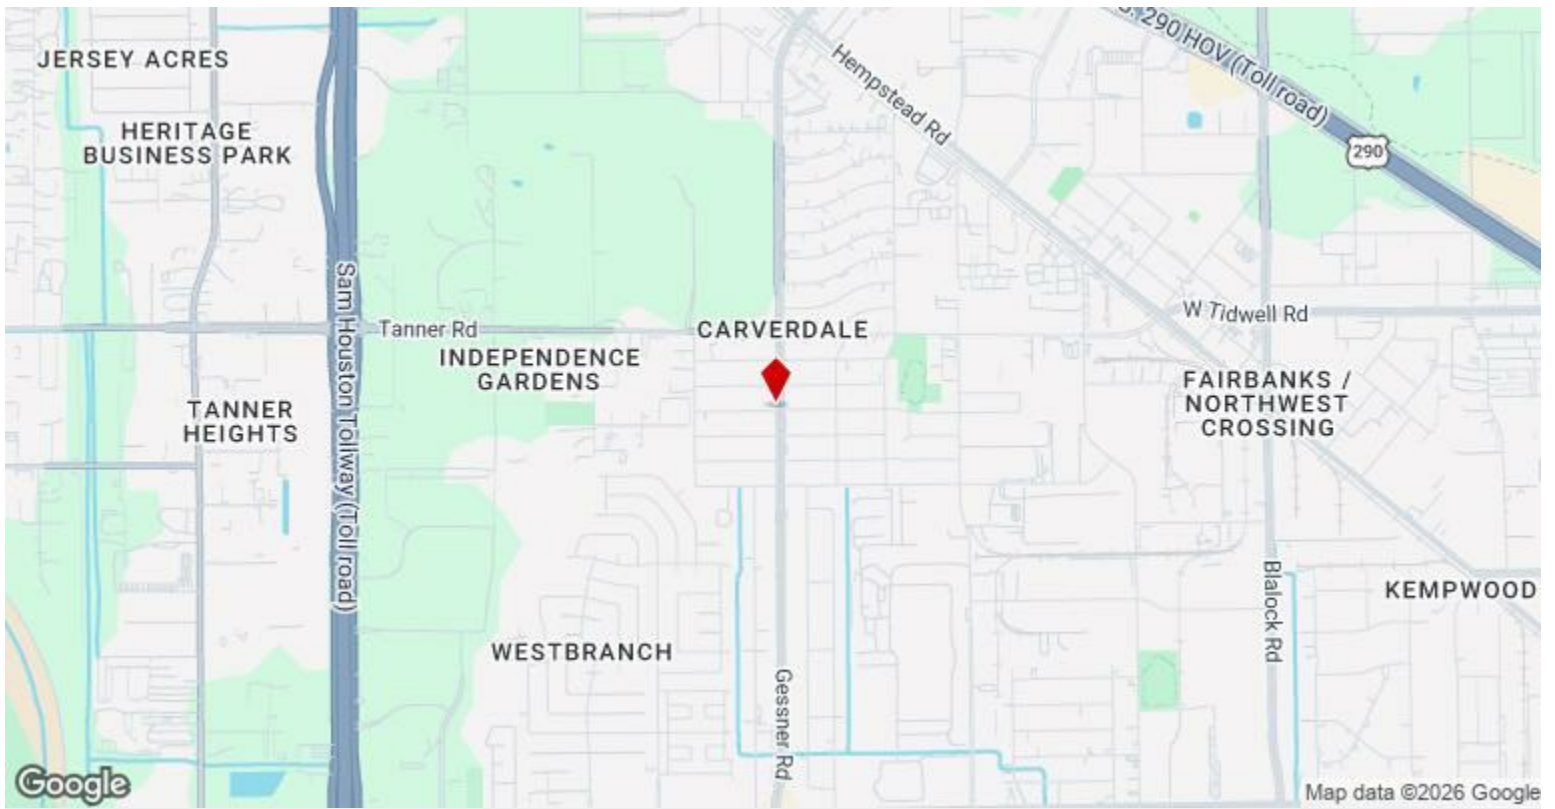 S. 290 HOV (Toll road)
JERSEY ACRES
Hempstead Rd
HERITAGE
BUSINESS PARK
290
Sam Houston Tollway (Toll road)
W Tidwell Rd
Tanner Rd
CARVERDALE
INDEPENDENCE
GARDENS
FAIRBANKS /
NORTHWEST
CROSSING
TANNER
HEIGHTS
Blalock Rd
KEMPWOOD
WESTBRANCH
Gessner Rd
Google
Map data ©2026 Google